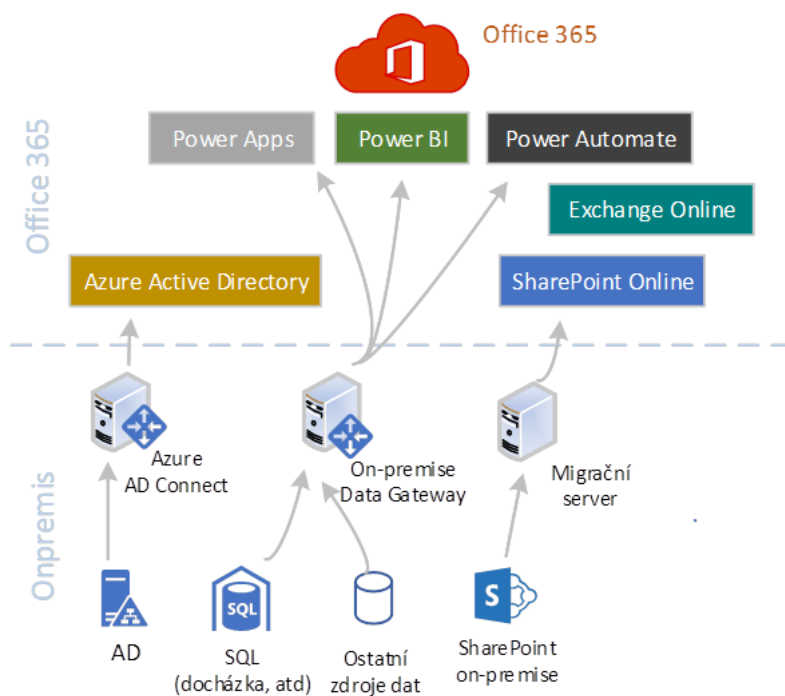 Office 365
Office 365
Power Apps
Power BI
Power Automate
Exchange Online
Azure Active Directory
SharePoint Online
Onpremis
Azure
AD Connect
On-premise
Data Gateway
Migrační
server
AD
SQL
SQL
(docházka, atd)
Ostatní
zdroje dat
S
SharePoint
on-premise